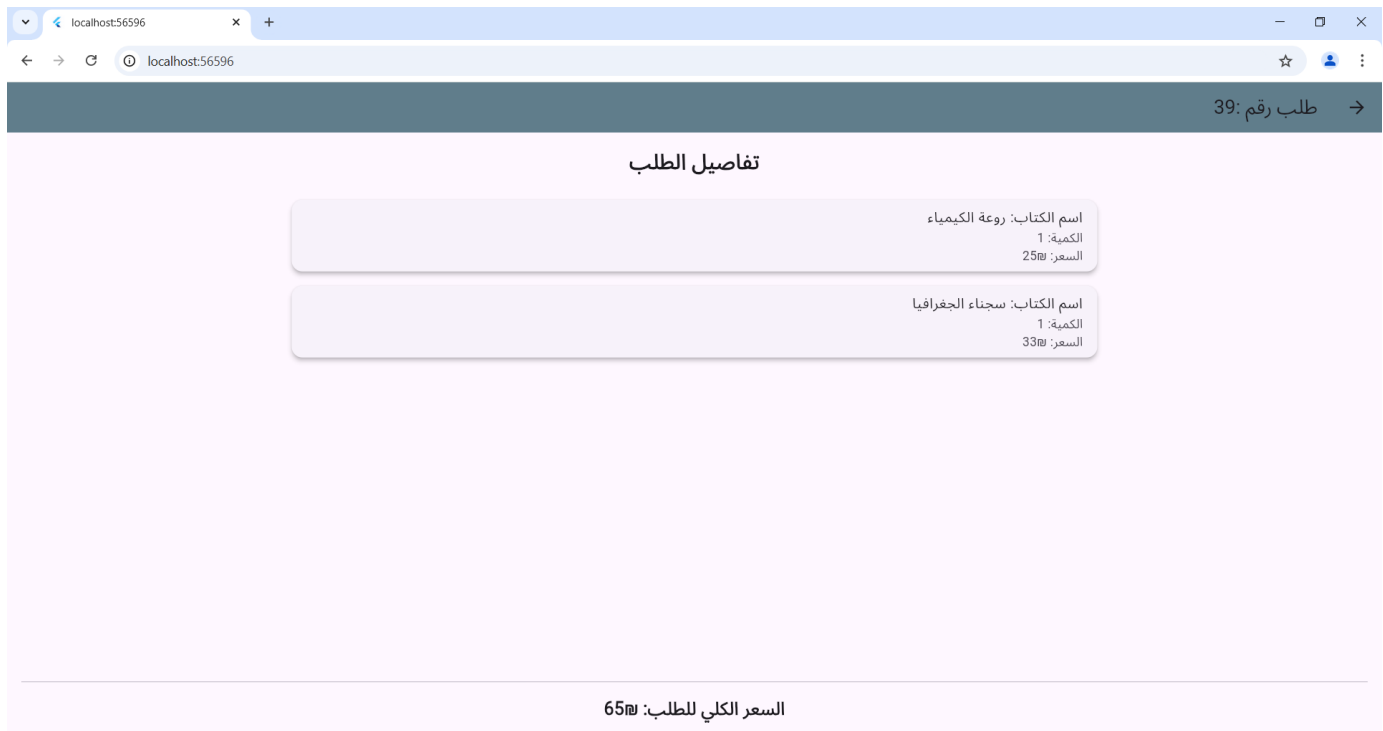 localhost:56596
localhost:56596
طلب رقم :39
تفاصيل الطلب
اسم الكتاب: روعة الكيمياء
الكمية: 1
السعر: ₪25
اسم الكتاب: سجناء الجغرافيا
الكمية: 1
السعر: ₪33
السعر الكلي للطلب: ₪65